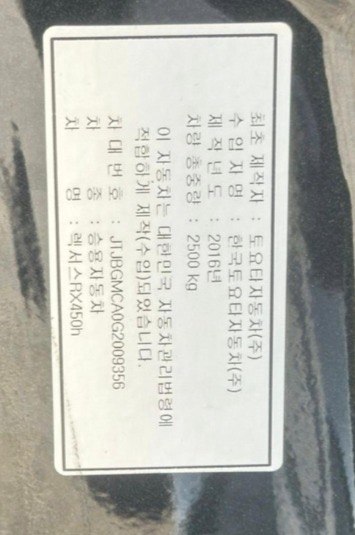 최초 제작사 : 토요타자동차(주)
수 입 자 명 : 한국토요타자동차(주)
제 작 년 도 : 2016년
차량 총중량 : 2500 Kg
이 자동차는 대한민국 자동차관리법령에
적합하게 제작(수입)되었습니다.
차 대 번 호 : JTJBGMCA0G2009356
차 종 : 승용자동차
차 명 : 렉서스RX450h